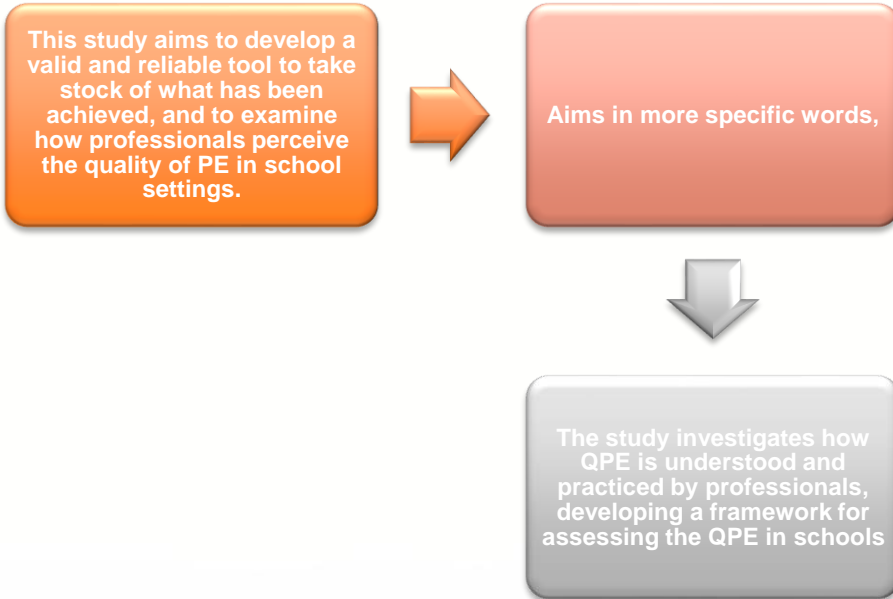 This study aims to develop a
valid and reliable tool to take
stock of what has been
achieved, and to examine
how professionals perceive
the quality of PE in school
settings.
Aims in more specific words,
The study investigates how
QPE is understood and
practiced by professionals,
developing a framework for
assessing the QPE in schools